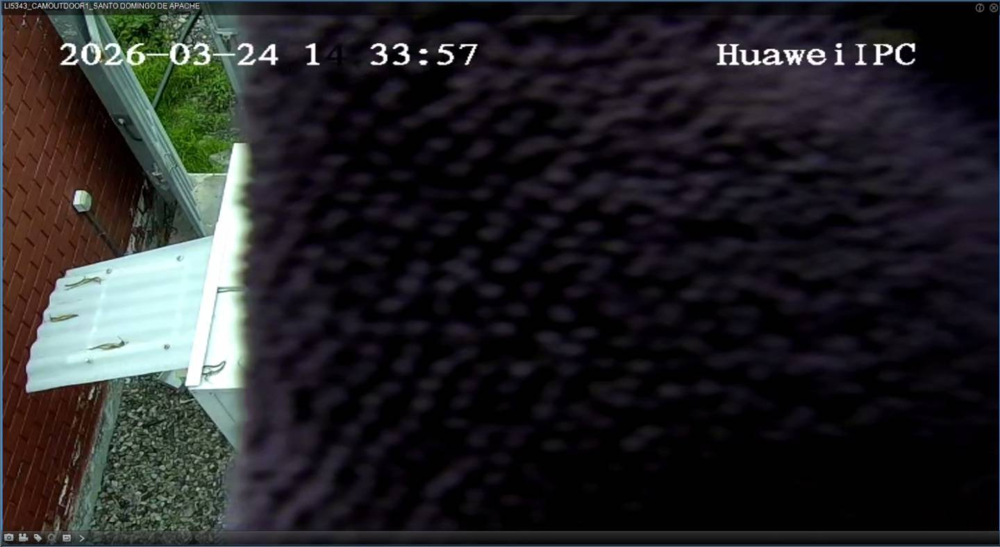 LI5343_CAMOUTDOOR1_SANTO DOMINGO DE APACHE
2026-03-24 14 33:57
HuaweiIPC